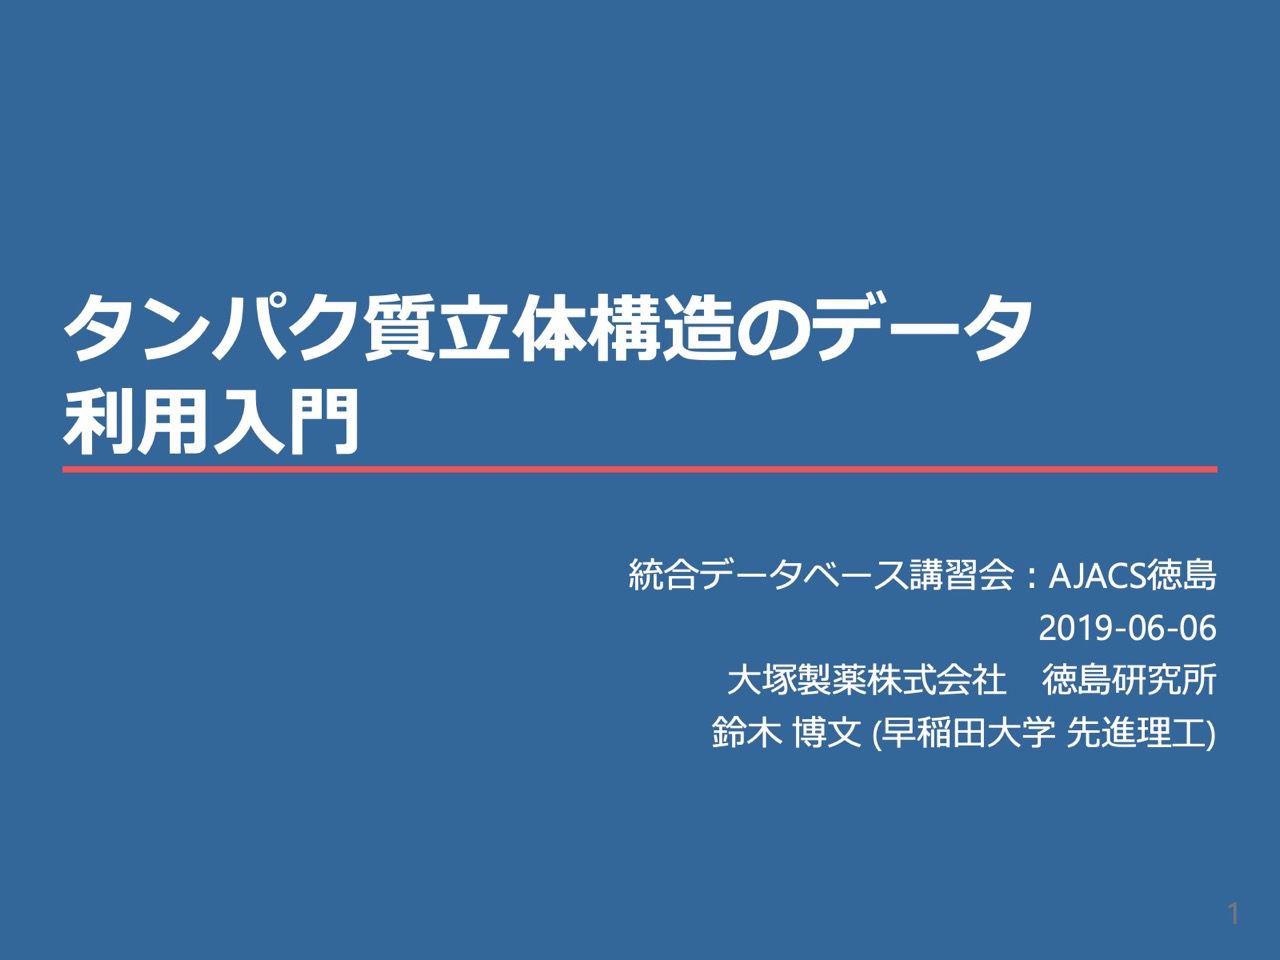 タンパク質立体構造のデータ
利用入門
統合データベース講習会：AJACS徳島
2019-06-06
大塚製薬株式会社　徳島研究所
鈴木 博文 (早稲田大学 先進理工)
1